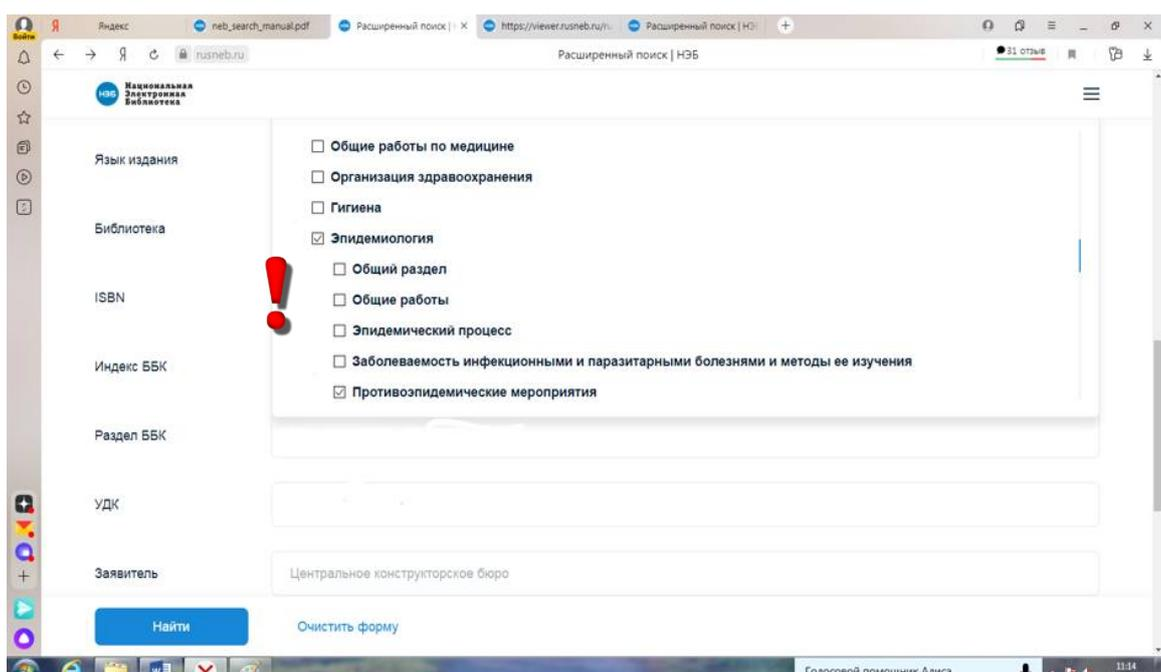 Яндекс
neb_search_manual.pdf
Расширенный поиск |
https://viewer.rusneb.ru/ru
Расширенный поиск | НЭ
Войти
rusneb.ru
Расширенный поиск | НЭБ
31 отзыв
НЭБ
Национальная
Электронная
Библиотека
Общие работы по медицине
Язык издания
Организация здравоохранения
Гигиена
Библиотека
Эпидемиология
Общий раздел
ISBN
Общие работы
Эпидемический процесс
Индекс ББК
Заболеваемость инфекционными и паразитарными болезнями и методы ее изучения
Противоэпидемические мероприятия
Раздел ББК
УДК
Заявитель
Центральное конструкторское бюро
Найти
Очистить форму
Голосовой помощник Алиса
11:14